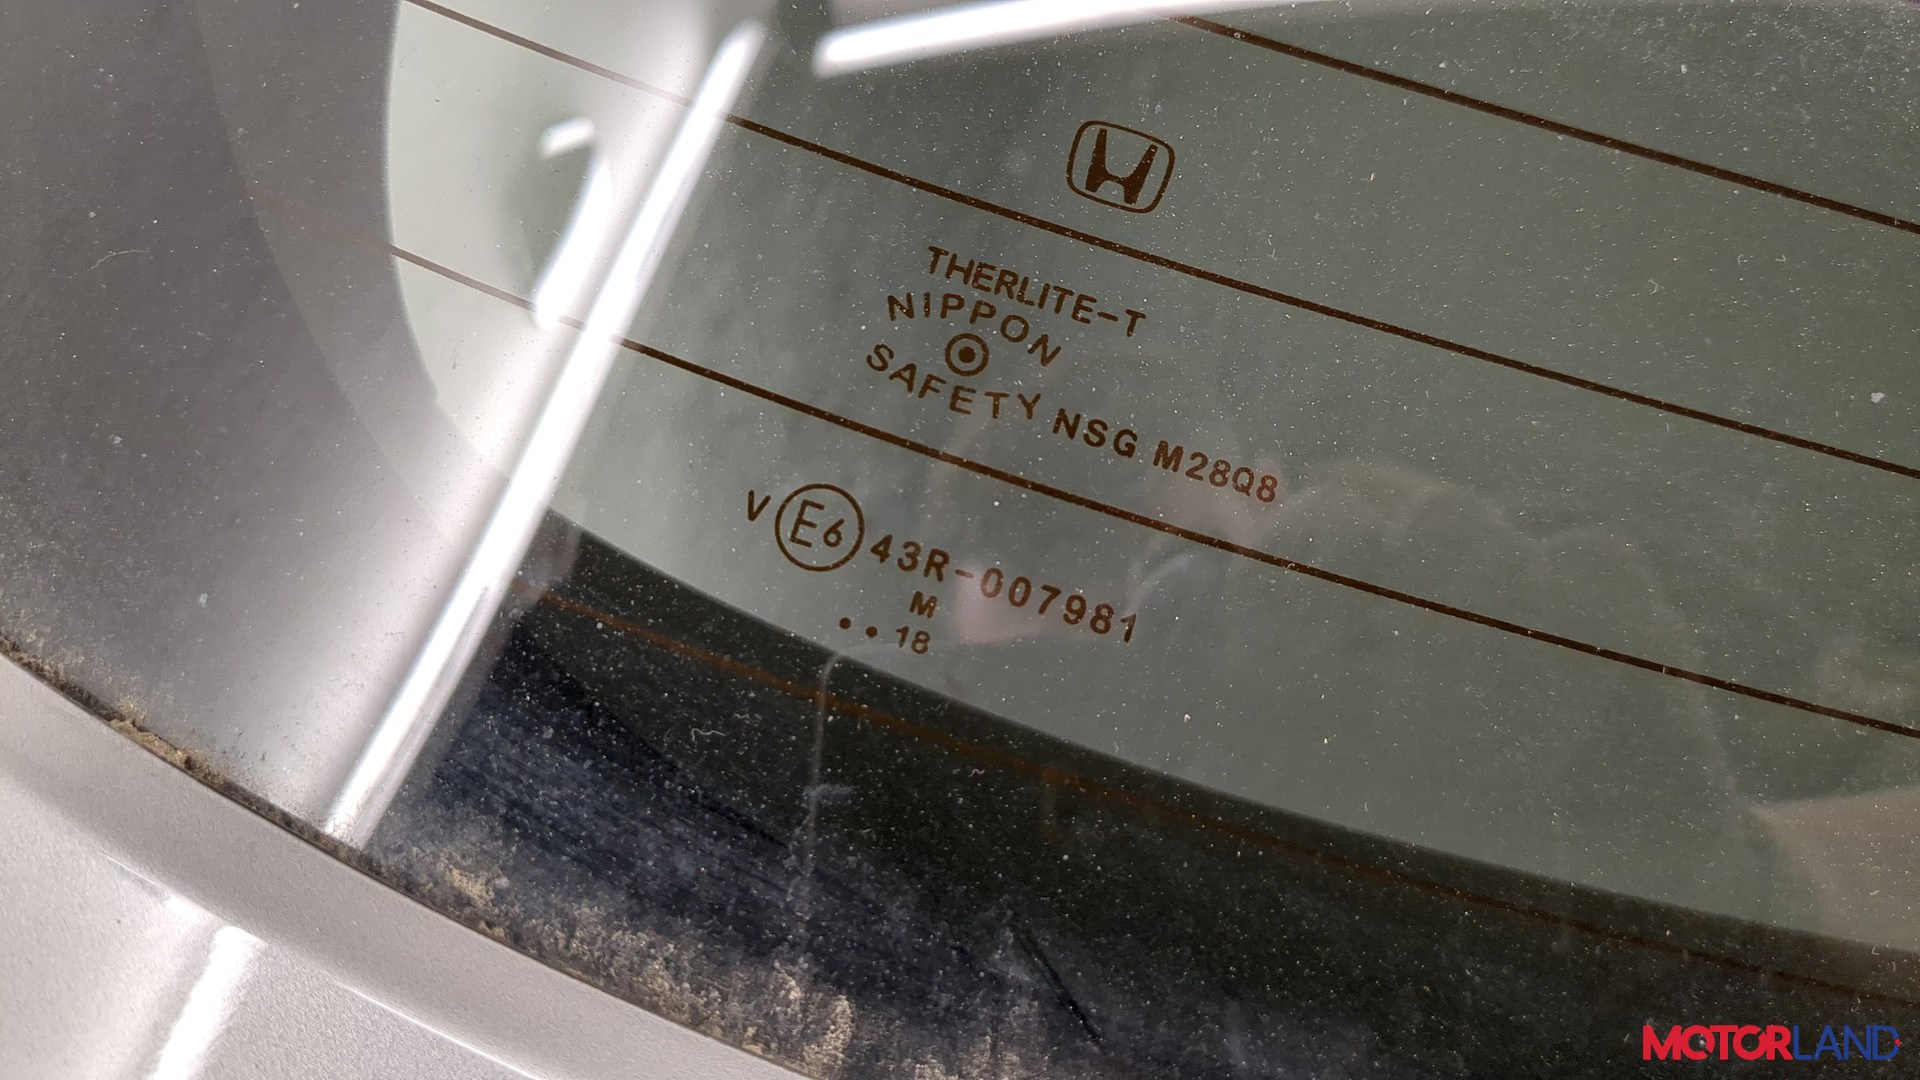 THERLITE-T
NIPPON
SAFETY NSG M28Q8
V E6 43R-007981
M
••18
MOTORLAND